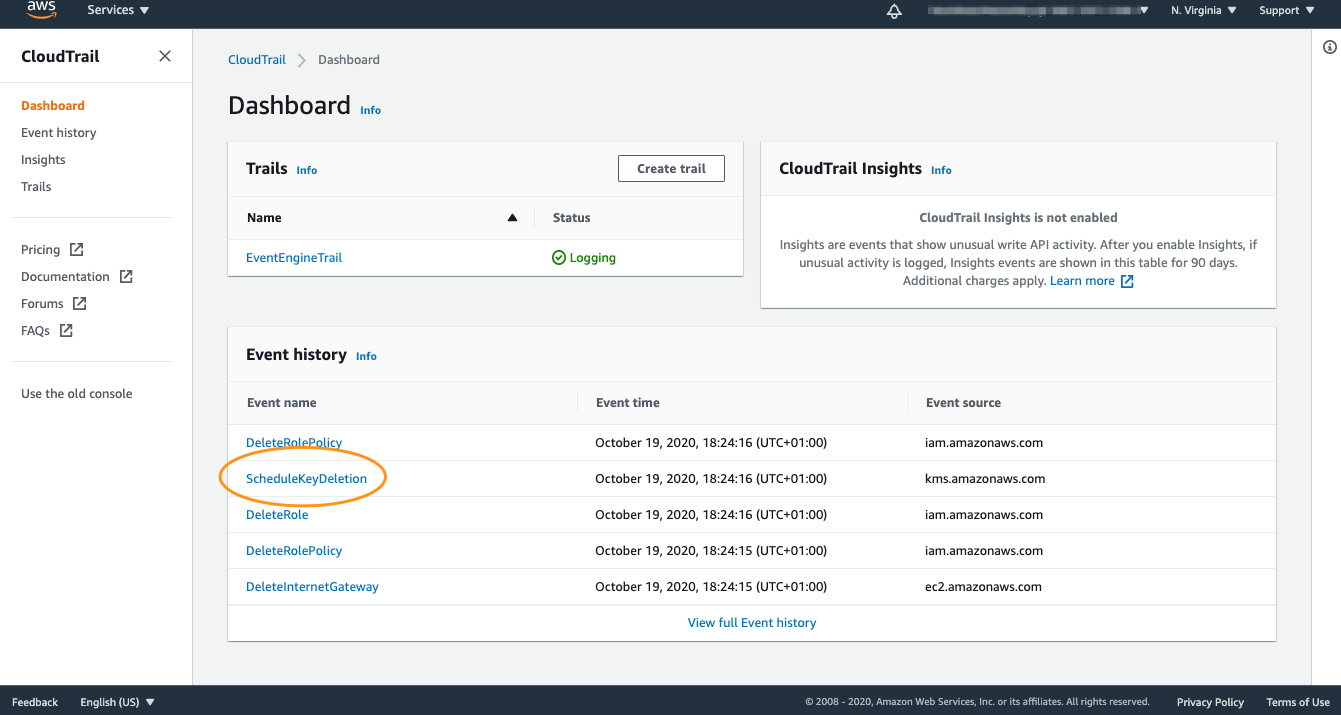 aws
Services
N. Virginia
Support
CloudTrail
Dashboard
Event history
Insights
Trails
Pricing
Documentation
Forums
FAQs
Use the old console
CloudTrail Dashboard
Dashboard Info
Trails Info
Create trail
Name Status
EventEngineTrail Logging
CloudTrail Insights Info
CloudTrail Insights is not enabled
Insights are events that show unusual write API activity. After you enable Insights, if
unusual activity is logged, Insights events are shown in this table for 90 days.
Additional charges apply. Learn more
Event history Info
Event name Event time Event source
DeleteRolePolicy October 19, 2020, 18:24:16 (UTC+01:00) iam.amazonaws.com
ScheduleKeyDeletion October 19, 2020, 18:24:16 (UTC+01:00) kms.amazonaws.com
DeleteRole October 19, 2020, 18:24:16 (UTC+01:00) iam.amazonaws.com
DeleteRolePolicy October 19, 2020, 18:24:15 (UTC+01:00) iam.amazonaws.com
DeleteInternetGateway October 19, 2020, 18:24:15 (UTC+01:00) ec2.amazonaws.com
View full Event history
Feedback English (US) © 2008 - 2020, Amazon Web Services, Inc. or its affiliates. All rights reserved. Privacy Policy Terms of Use